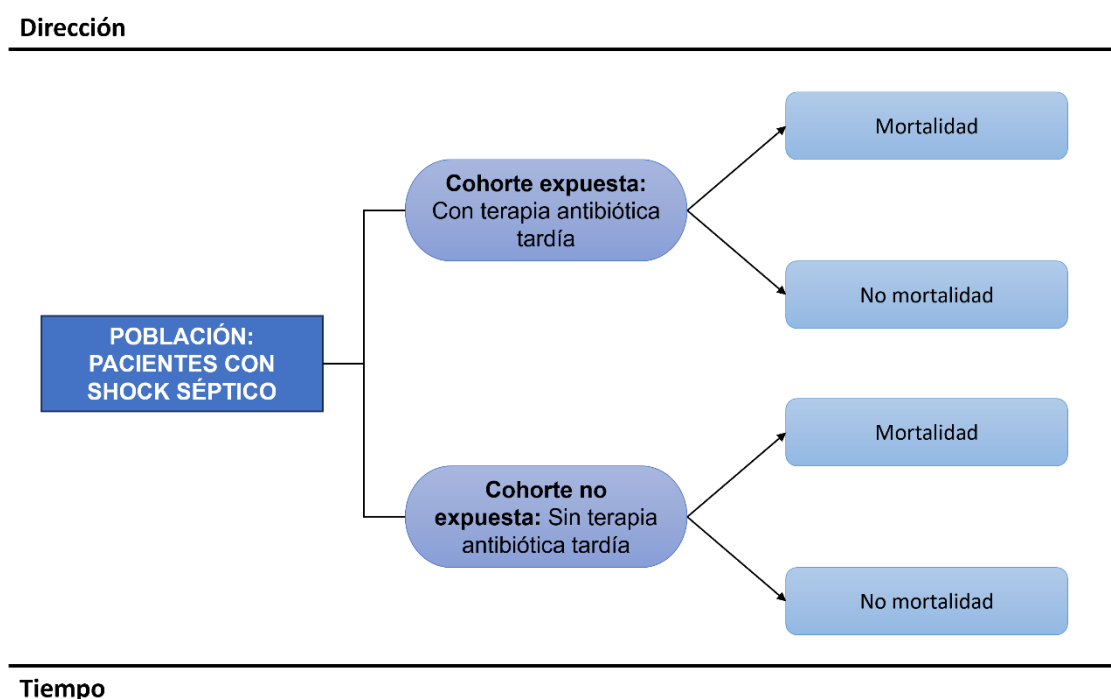 Dirección
Mortalidad
Cohorte expuesta:
Con terapia antibiótica
tardía
No mortalidad
POBLACIÓN:
PACIENTES CON
SHOCK SÉPTICO
Mortalidad
Cohorte no
expuesta: Sin terapia
antibiótica tardía
No mortalidad
Tiempo